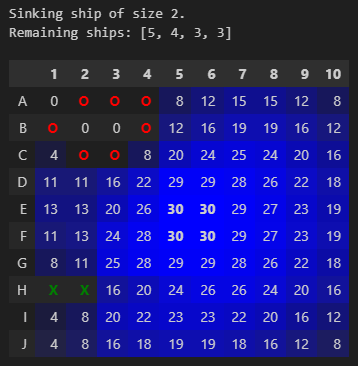 Sinking ship of size 2.
Remaining ships: [5, 4, 3, 3]
1 2 3 4 5 6 7 8 9 10
A 0 O O O 8 12 15 15 12 8
B O 0 0 O 12 16 19 19 16 12
C 4 O O 8 20 24 25 24 20 16
D 11 11 16 22 29 29 28 26 22 18
E 13 13 20 26 30 30 29 27 23 19
F 11 13 24 28 30 30 29 27 23 19
G 8 11 25 28 29 29 28 26 22 18
H X X 16 20 24 26 26 24 20 16
I 4 8 20 22 23 23 22 20 16 12
J 4 8 16 18 19 19 18 16 12 8